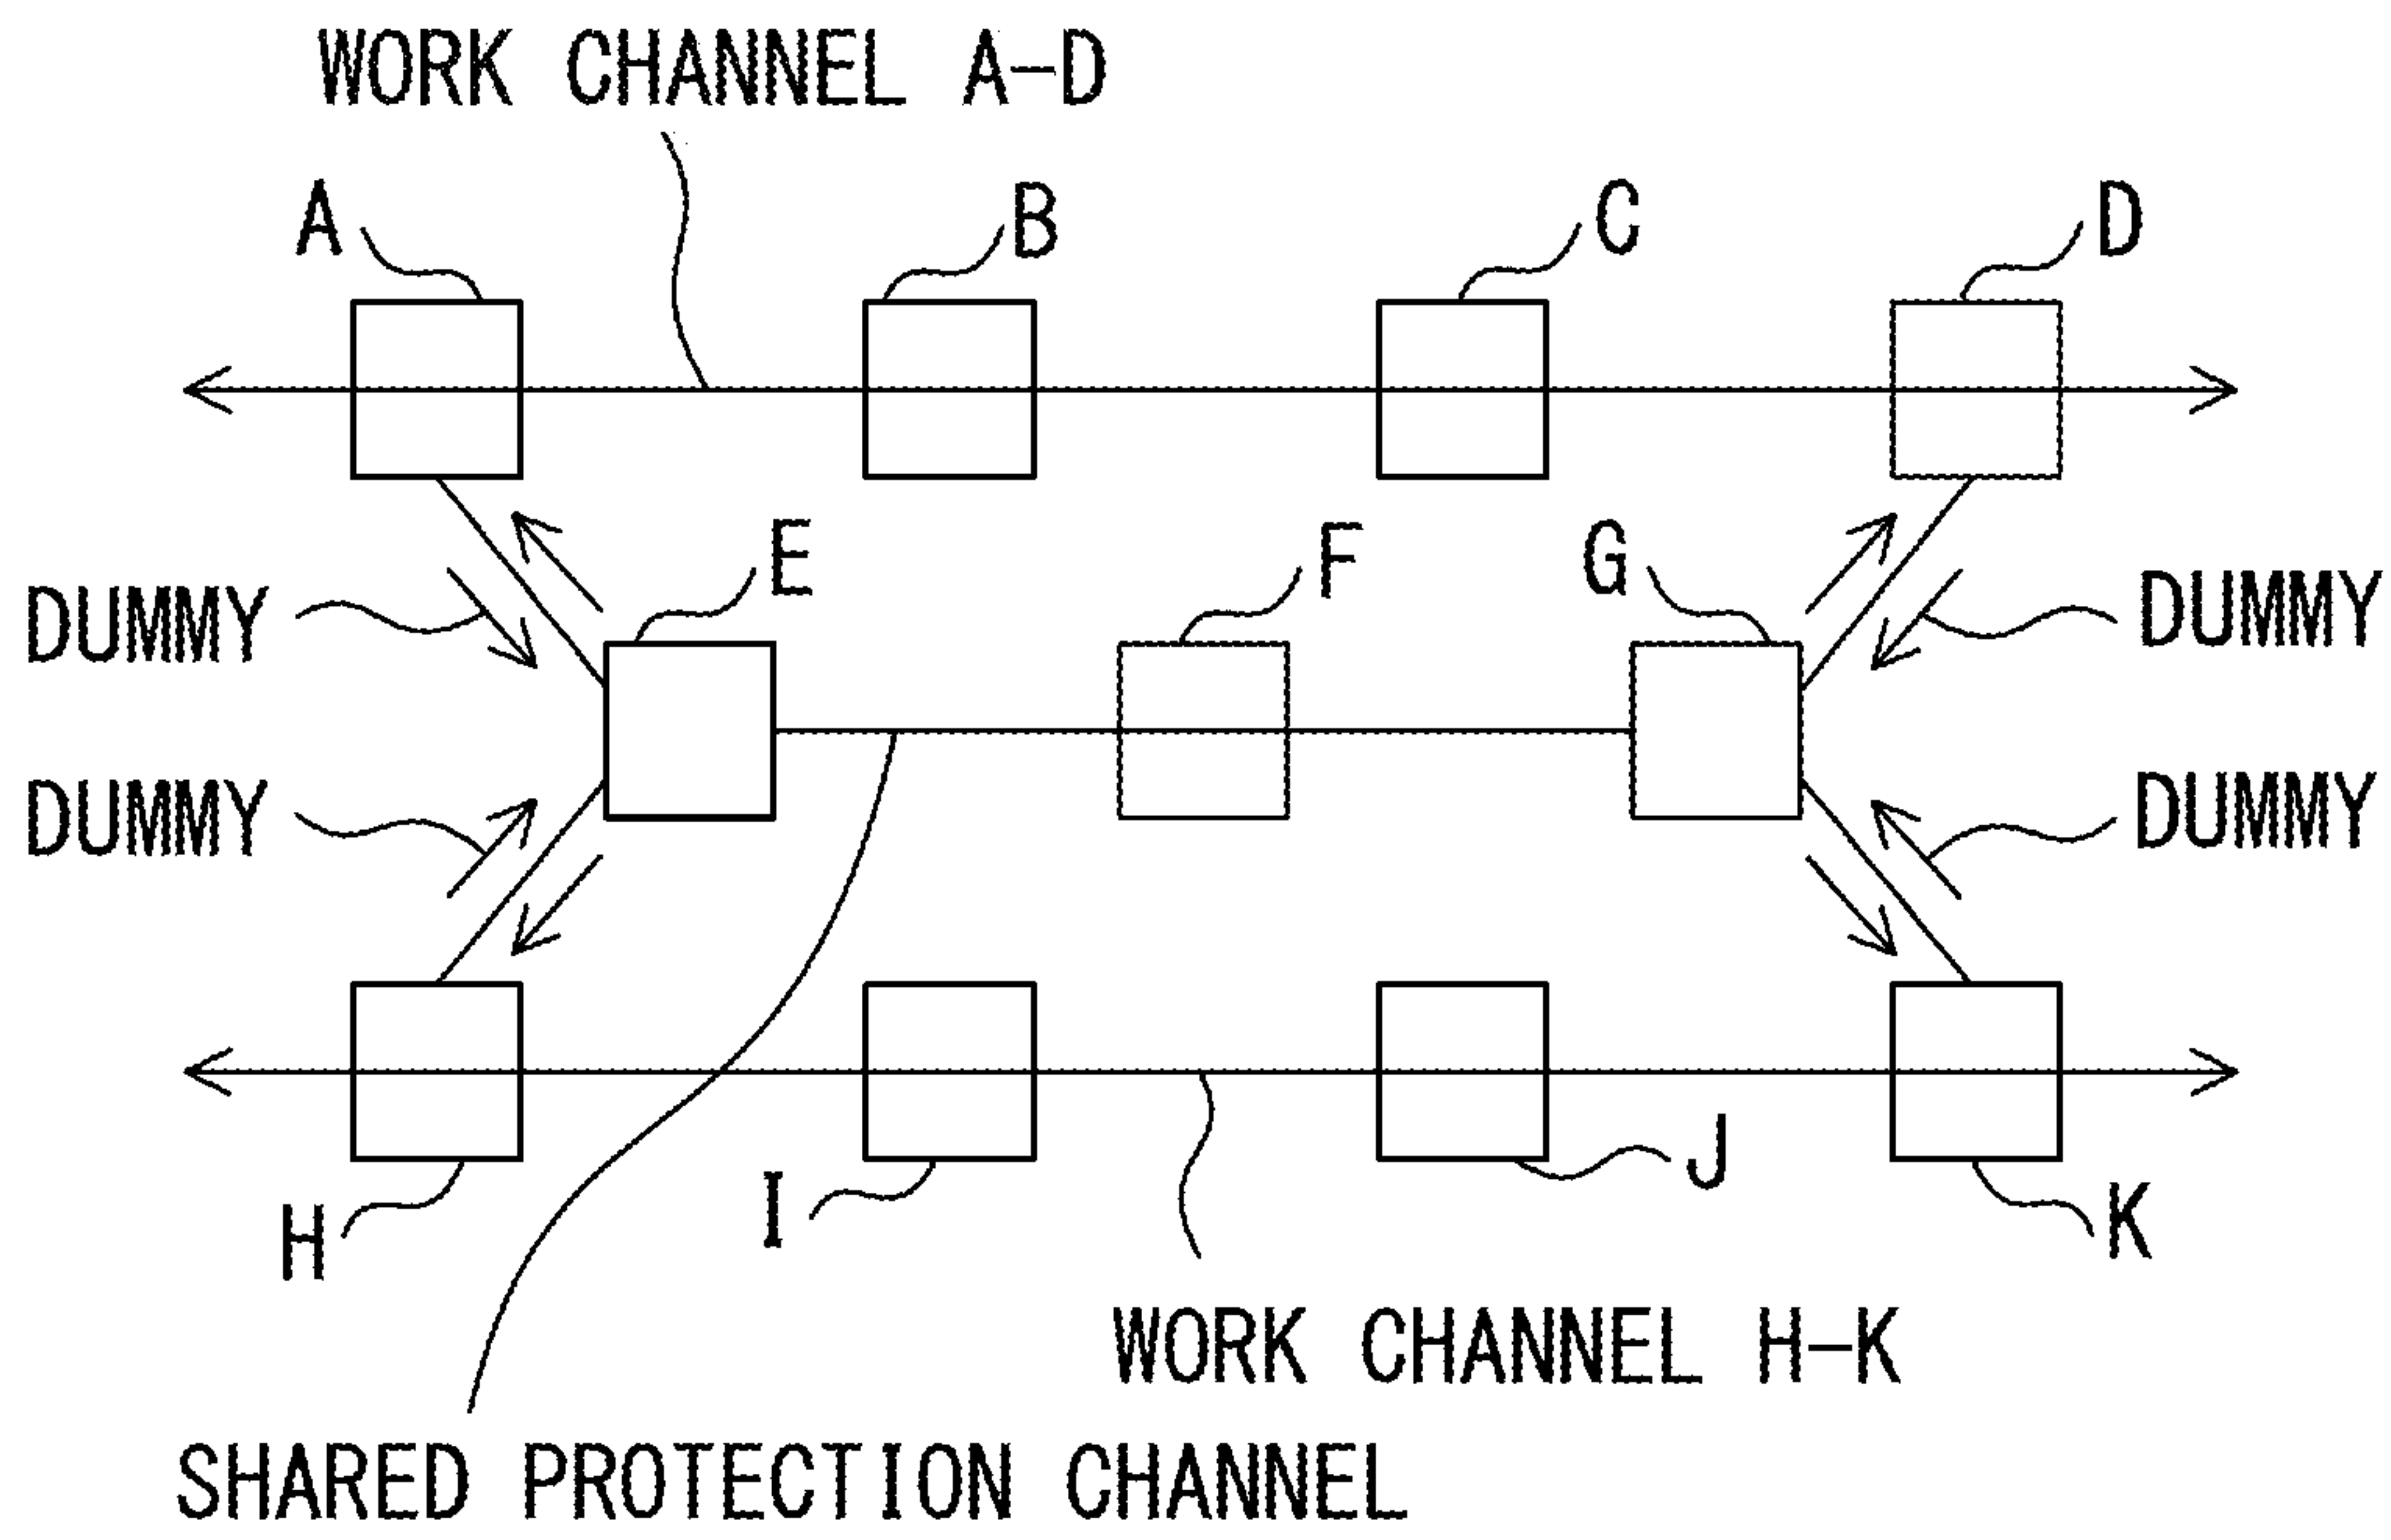 WORK CHANNEL A-D
A B C D
E F G
DUMMY DUMMY
DUMMY DUMMY
H I J K
WORK CHANNEL H-K
SHARED PROTECTION CHANNEL